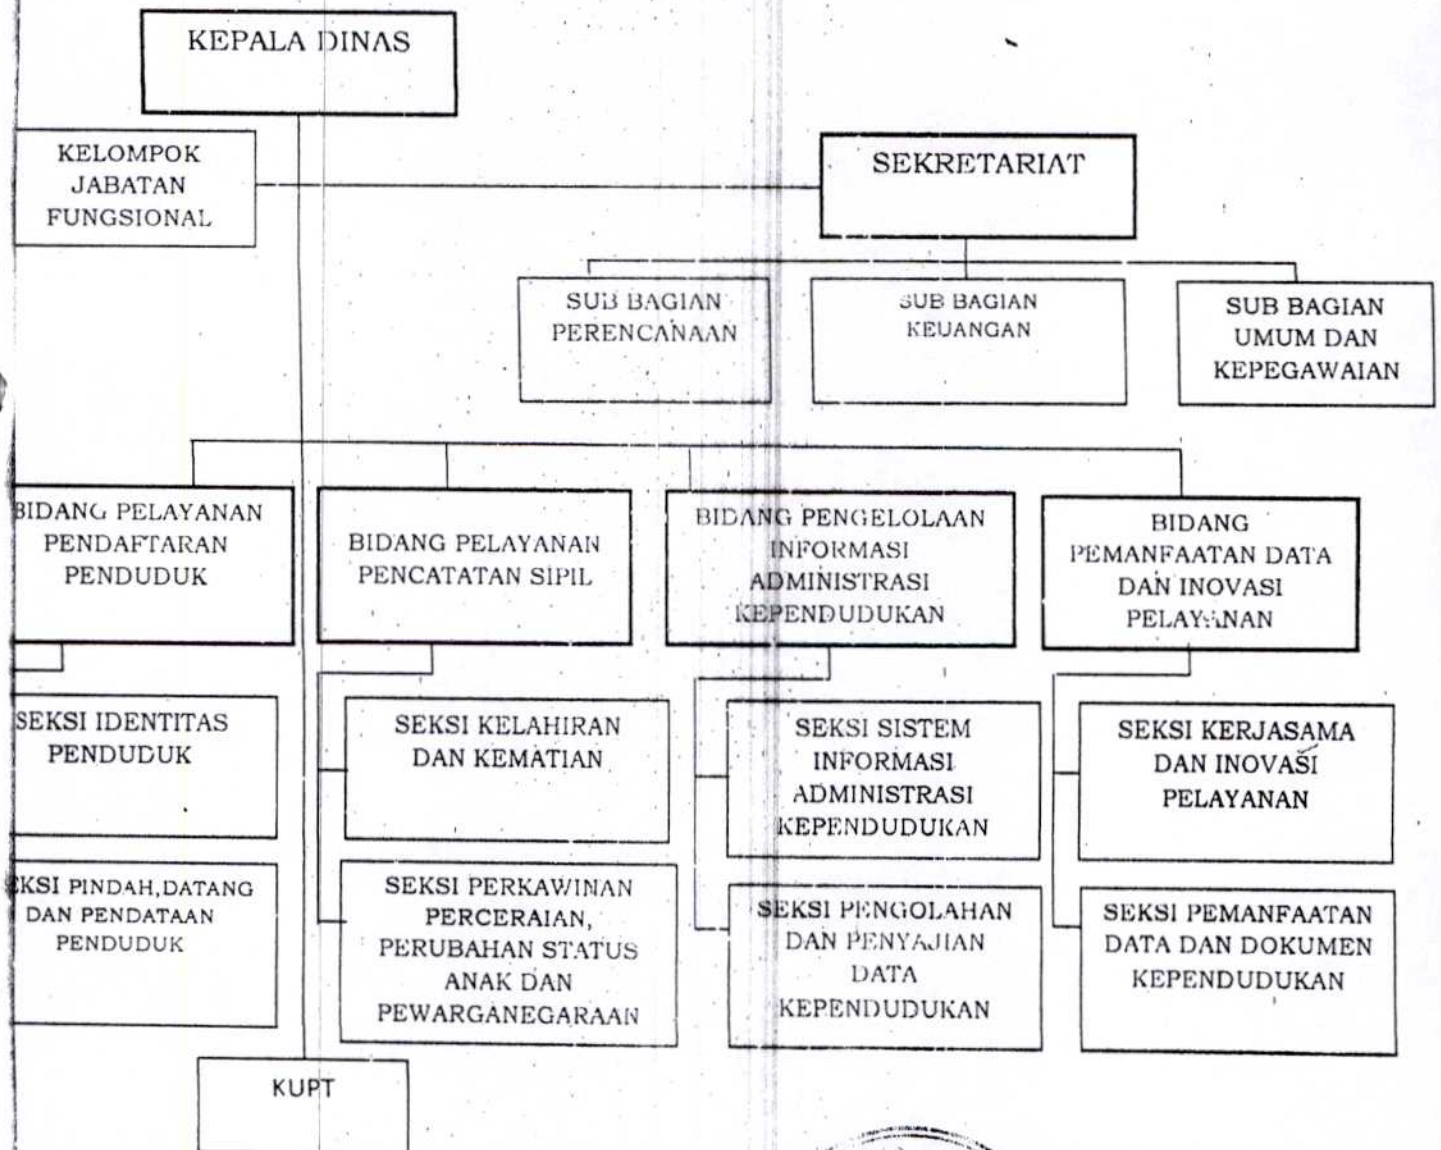 KEPALA DINAS
KELOMPOK
JABATAN
FUNGSIONAL
SEKRETARIAT
SUB BAGIAN
PERENCANAAN
SUB BAGIAN
KEUANGAN
SUB BAGIAN
UMUM DAN
KEPEGAWAIAN
BIDANG PELAYANAN
PENDAFTARAN
PENDUDUK
BIDANG PELAYANAN
PENCATATAN SIPIL
BIDANG PENGELOLAAN
INFORMASI
ADMINISTRASI
KEPENDUDUKAN
BIDANG
PEMANFAATAN DATA
DAN INOVASI
PELAYANAN
SEKSI IDENTITAS
PENDUDUK
SEKSI KELAHIRAN
DAN KEMATIAN
SEKSI SISTEM
INFORMASI
ADMINISTRASI
KEPENDUDUKAN
SEKSI KERJASAMA
DAN INOVASI
PELAYANAN
EKSI PINDAH,DATANG
DAN PENDATAAN
PENDUDUK
SEKSI PERKAWINAN
PERCERAIAN,
PERUBAHAN STATUS
ANAK DAN
PEWARGANEGARAAN
SEKSI PENGOLAHAN
DAN PENYAJIAN
DATA
KEPENDUDUKAN
SEKSI PEMANFAATAN
DATA DAN DOKUMEN
KEPENDUDUKAN
KUPT